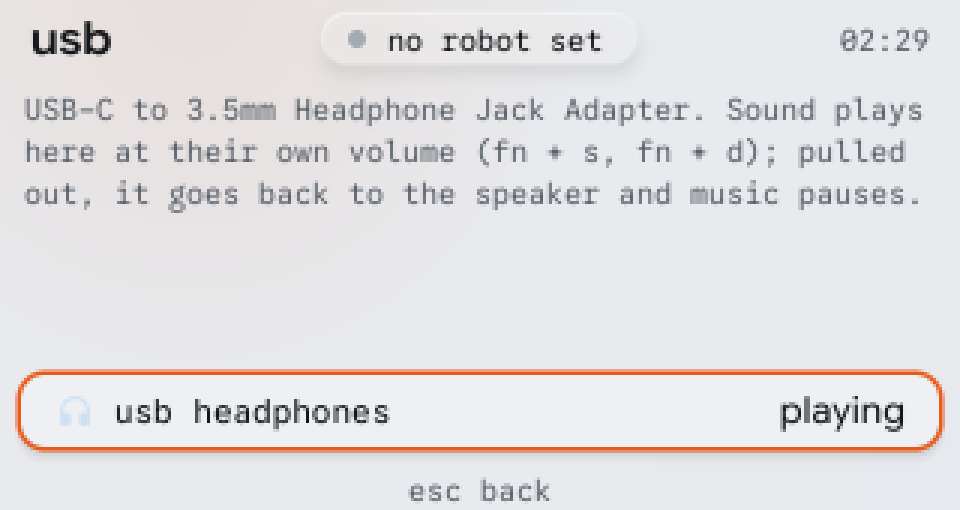 usb
no robot set
02:29
USB-C to 3.5mm Headphone Jack Adapter. Sound plays
here at their own volume (fn + s, fn + d); pulled
out, it goes back to the speaker and music pauses.
usb headphones
playing
esc back